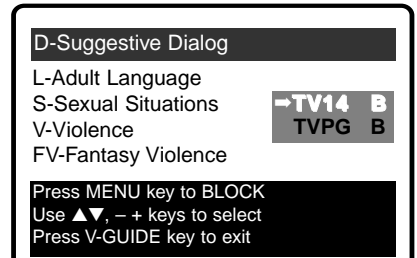 D-Suggestive Dialog
L-Adult Language
S-Sexual Situations
➡TV14 B
V-Violence
TVPG B
FV-Fantasy Violence
Press MENU key to BLOCK
Use ▲▼, – + keys to select
Press V-GUIDE key to exit